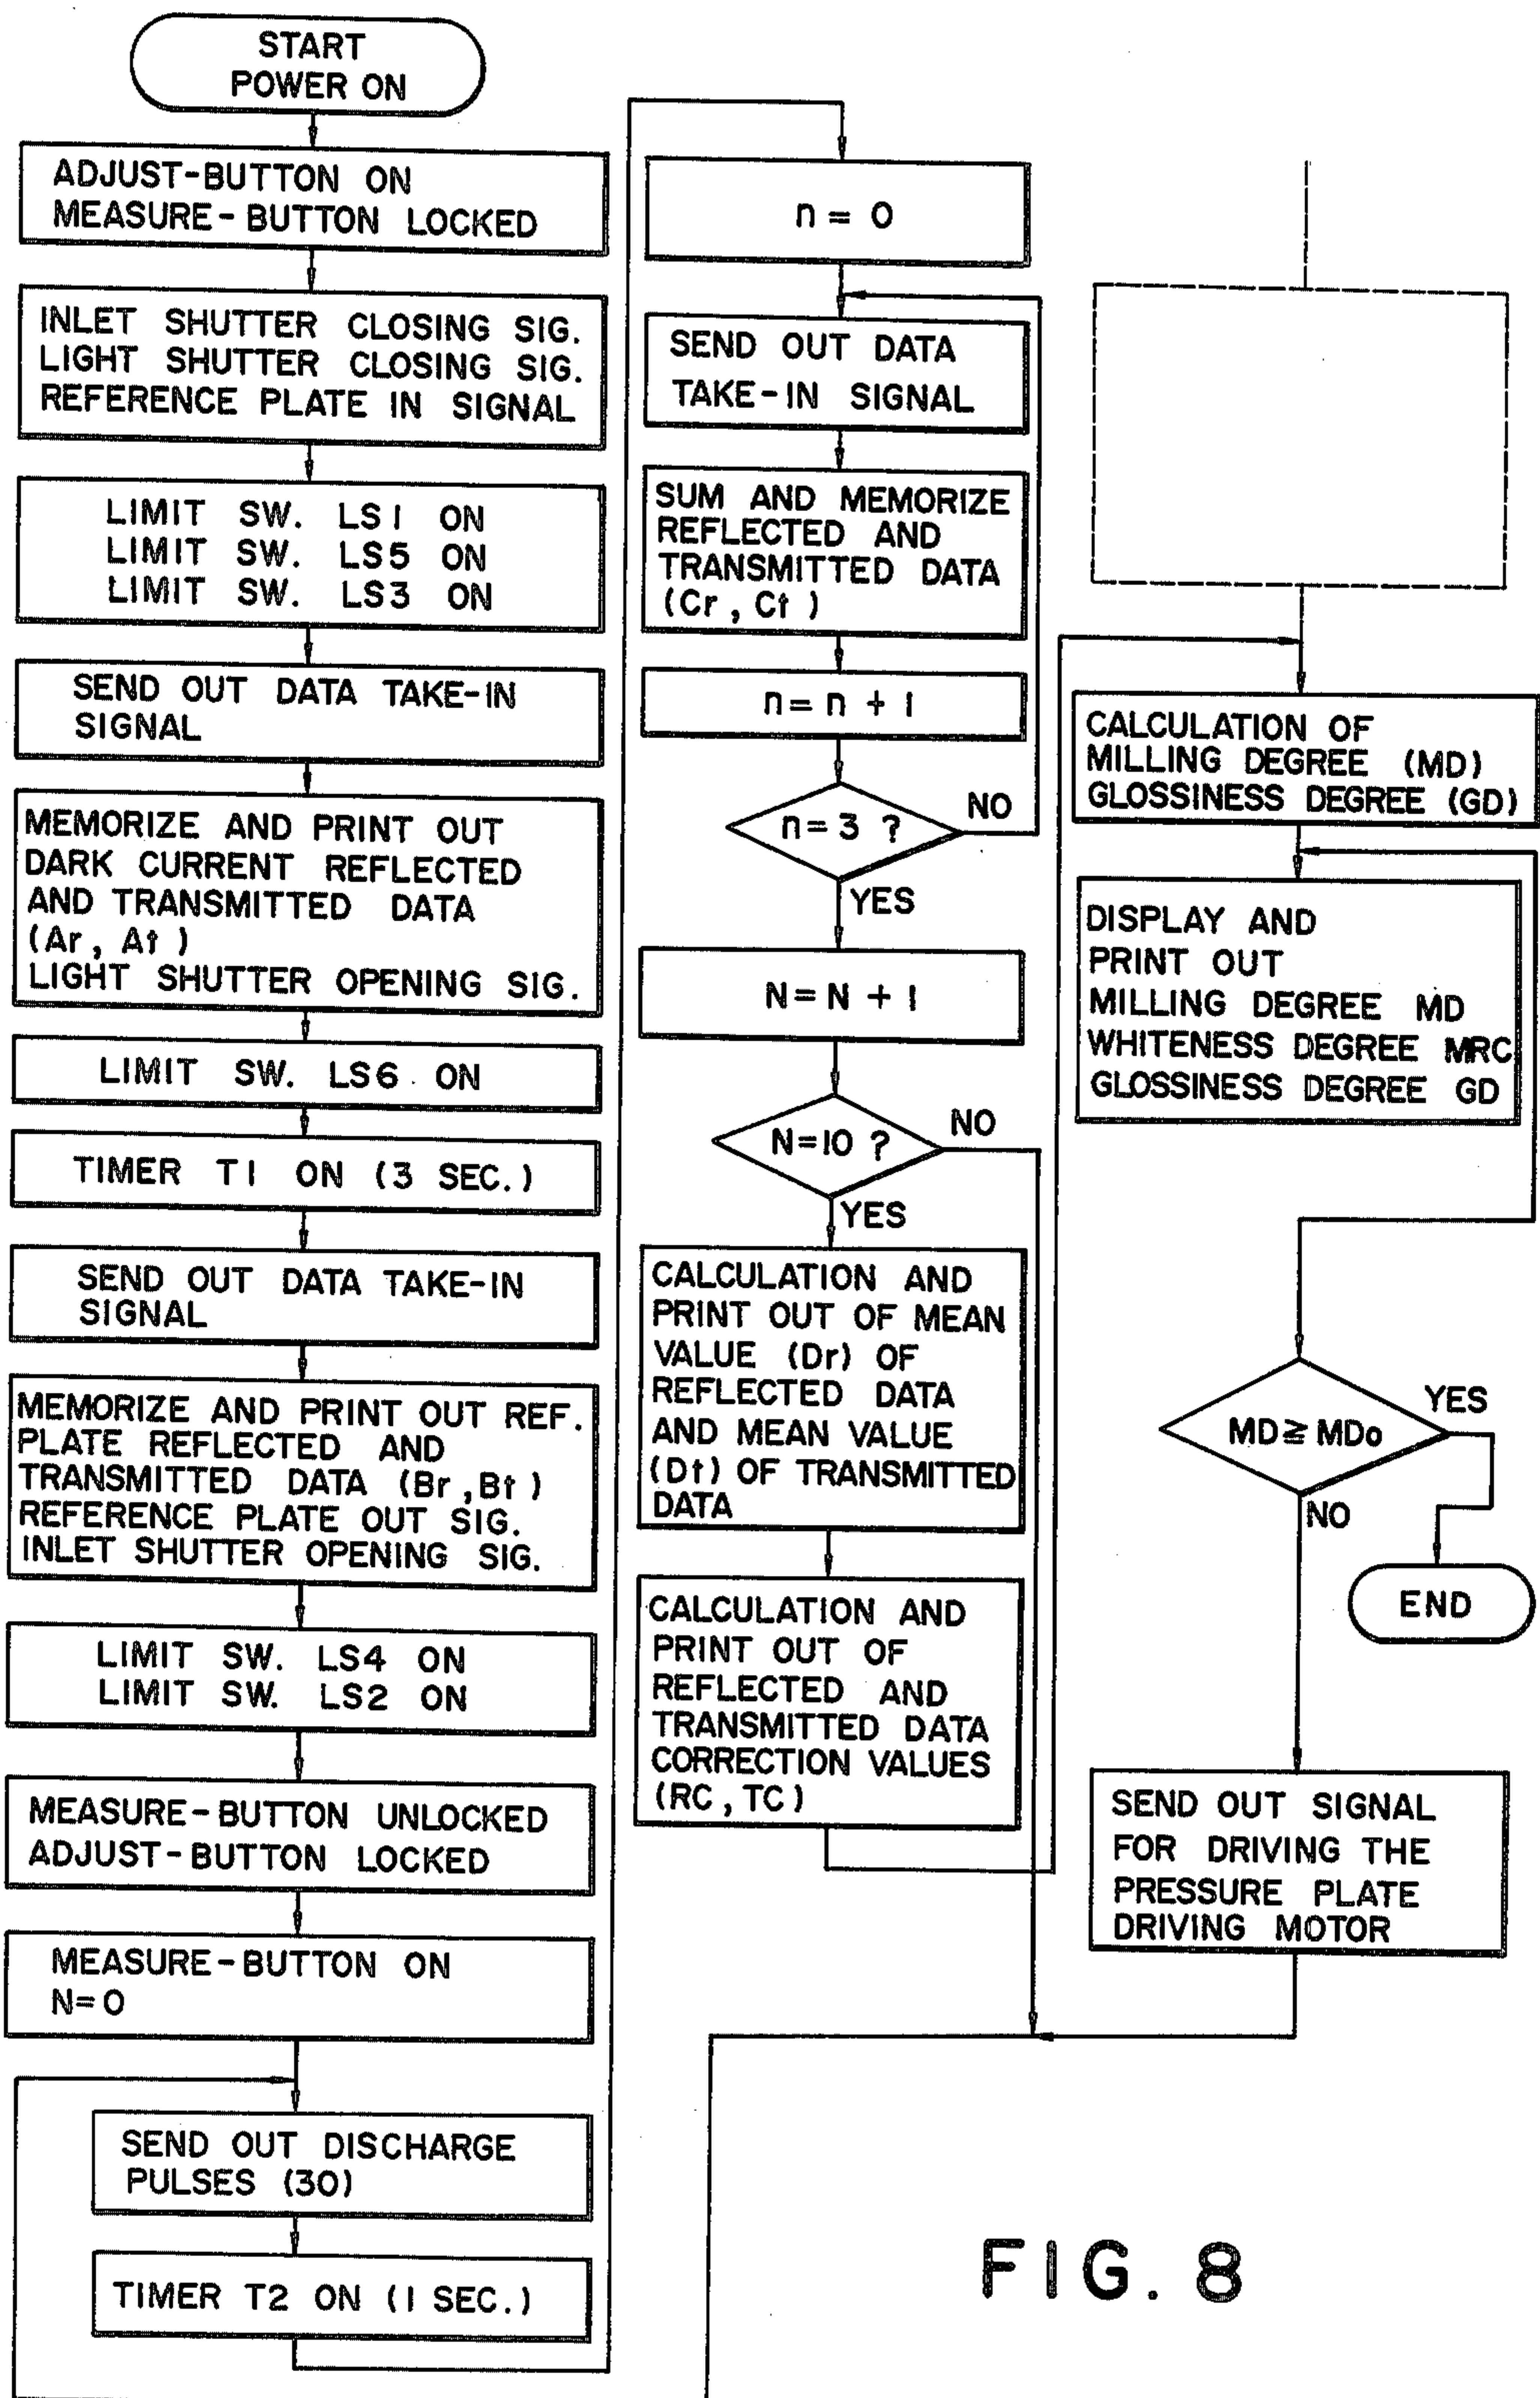 START
POWER ON
ADJUST-BUTTON ON
MEASURE-BUTTON LOCKED
INLET SHUTTER CLOSING SIG.
LIGHT SHUTTER CLOSING SIG.
REFERENCE PLATE IN SIGNAL
LIMIT SW. LS1 ON
LIMIT SW. LS5 ON
LIMIT SW. LS3 ON
SEND OUT DATA TAKE-IN
SIGNAL
MEMORIZE AND PRINT OUT
DARK CURRENT REFLECTED
AND TRANSMITTED DATA
(Ar, At)
LIGHT SHUTTER OPENING SIG.
LIMIT SW. LS6 ON
TIMER T1 ON (3 SEC.)
SEND OUT DATA TAKE-IN
SIGNAL
MEMORIZE AND PRINT OUT REF.
PLATE REFLECTED AND
TRANSMITTED DATA (Br, Bt)
REFERENCE PLATE OUT SIG.
INLET SHUTTER OPENING SIG.
LIMIT SW. LS4 ON
LIMIT SW. LS2 ON
MEASURE-BUTTON UNLOCKED
ADJUST-BUTTON LOCKED
MEASURE-BUTTON ON
N=0
SEND OUT DISCHARGE
PULSES (30)
TIMER T2 ON (1 SEC.)
n = 0
SEND OUT DATA
TAKE-IN SIGNAL
SUM AND MEMORIZE
REFLECTED AND
TRANSMITTED DATA
(Cr, Ct)
n = n + 1
n = 3 ?
NO
YES
N = N + 1
N=10 ?
NO
YES
CALCULATION AND
PRINT OUT OF MEAN
VALUE (Dr) OF
REFLECTED DATA
AND MEAN VALUE
(Dt) OF TRANSMITTED
DATA
CALCULATION AND
PRINT OUT OF
REFLECTED AND
TRANSMITTED DATA
CORRECTION VALUES
(RC, TC)
CALCULATION OF
MILLING DEGREE (MD)
GLOSSINESS DEGREE (GD)
DISPLAY AND
PRINT OUT
MILLING DEGREE MD
WHITENESS DEGREE MRC
GLOSSINESS DEGREE GD
MD ≧ MDo
YES
NO
END
SEND OUT SIGNAL
FOR DRIVING THE
PRESSURE PLATE
DRIVING MOTOR
FIG. 8